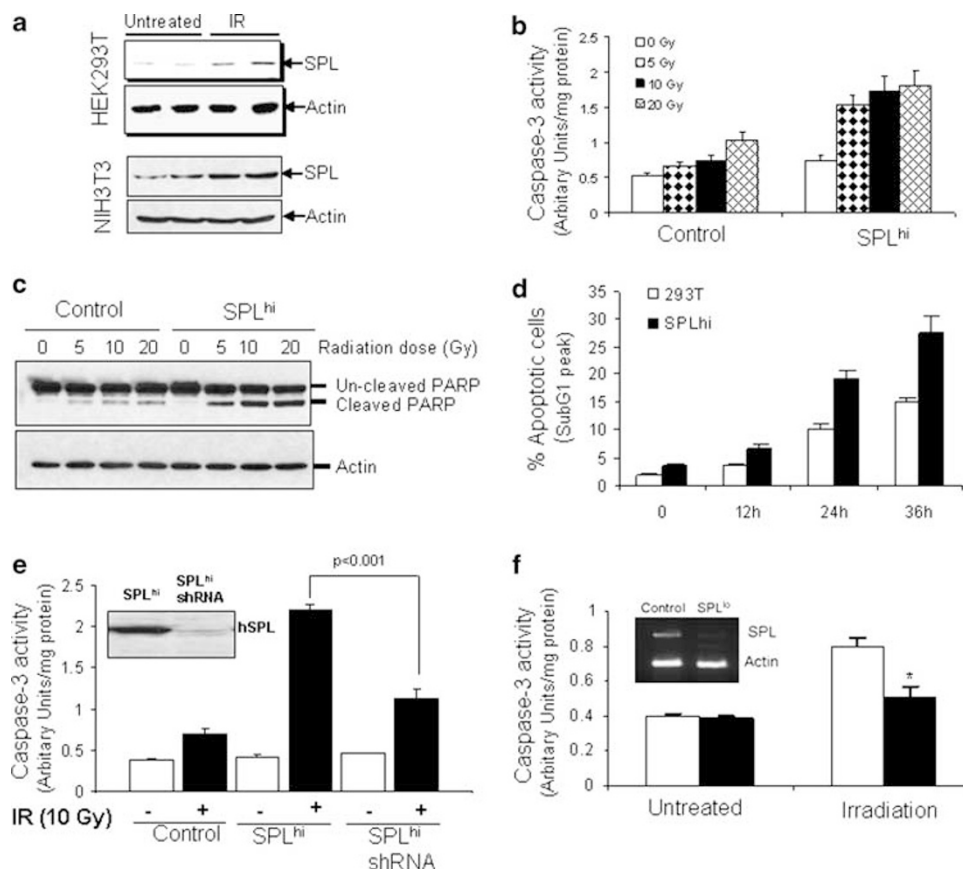 a
Untreated IR
HEK293T
SPL
Actin
NIH3T3
SPL
Actin
b
Caspase-3 activity
(Arbitary Units/mg protein)
2
1.5
1
0.5
0
0 Gy
5 Gy
10 Gy
20 Gy
Control SPLhi
c
Control SPLhi
0 5 10 20 0 5 10 20 Radiation dose (Gy)
Un-cleaved PARP
Cleaved PARP
Actin
d
% Apoptotic cells
(SubG1 peak)
35
30
25
20
15
10
5
0
293T
SPLhi
0 12h 24h 36h
e
Caspase-3 activity
(Arbitary Units/mg protein)
2.5
2
1.5
1
0.5
0
SPLhi SPLhi
shRNA
hSPL
p<0.001
IR (10 Gy) - + - + - +
Control SPLhi SPLhi
shRNA
f
Caspase-3 activity
(Arbitary Units/mg protein)
1
0.8
0.6
0.4
0.2
0
Control SPLlo
SPL
Actin
*
Untreated Irradiation